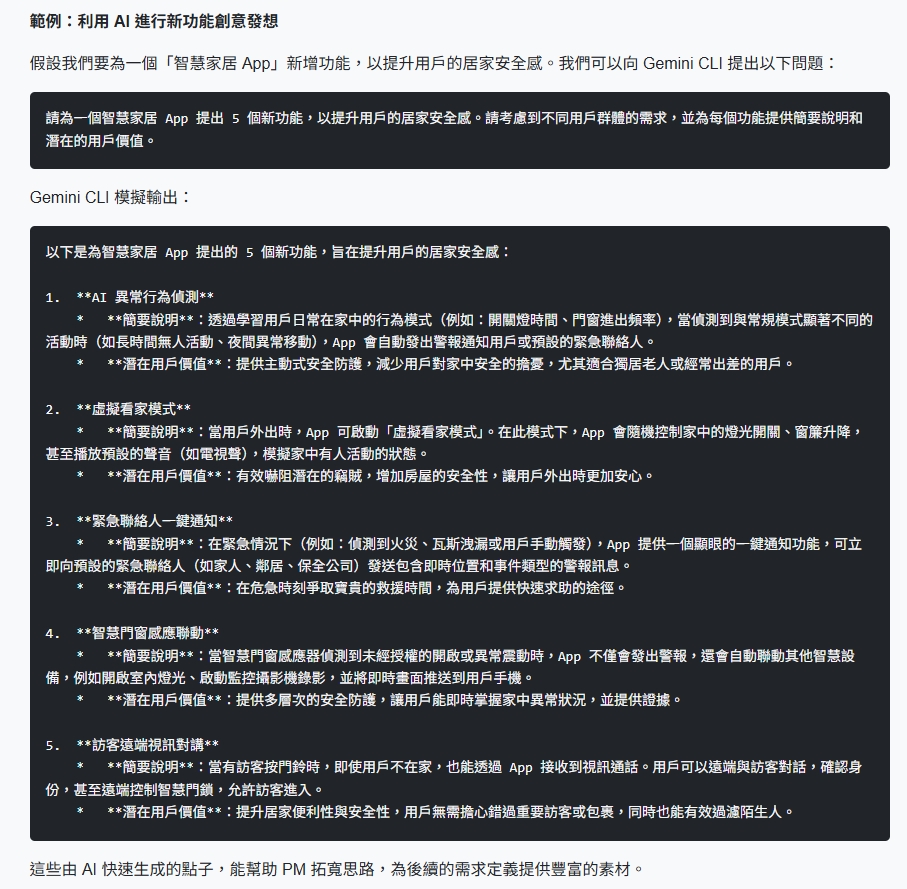 範例：利用 AI 進行新功能創意發想
假設我們要為一個「智慧家居 App」新增功能，以提升用戶的居家安全感。我們可以向 Gemini CLI 提出以下問題：
請為一個智慧家居 App 提出 5 個新功能，以提升用戶的居家安全感。請考慮到不同用戶群體的需求，並為每個功能提供簡要說明和
潛在的用戶價值。
Gemini CLI 模擬輸出：
以下是為智慧家居 App 提出的 5 個新功能，旨在提升用戶的居家安全感：
1. **AI 異常行為偵測**
* **簡要說明**：透過學習用戶日常在家中的行為模式（例如：開關燈時間、門窗進出頻率），當偵測到與常規模式顯著不同的
活動時（如長時間無人活動、夜間異常移動），App 會自動發出警報通知用戶或預設的緊急聯絡人。
* **潛在用戶價值**：提供主動式安全防護，減少用戶對家中安全的擔憂，尤其適合獨居老人或經常出差的用戶。
2. **虛擬看家模式**
* **簡要說明**：當用戶外出時，App 可啟動「虛擬看家模式」。在此模式下，App 會隨機控制家中的燈光開關、窗簾升降，
甚至播放預設的聲音（如電視聲），模擬家中有人活動的狀態。
* **潛在用戶價值**：有效嚇阻潛在的竊賊，增加房屋的安全性，讓用戶外出時更加安心。
3. **緊急聯絡人一鍵通知**
* **簡要說明**：在緊急情況下（例如：偵測到火災、瓦斯洩漏或用戶手動觸發），App 提供一個顯眼的一鍵通知功能，可立
即向預設的緊急聯絡人（如家人、鄰居、保全公司）發送包含即時位置和事件類型的警報訊息。
* **潛在用戶價值**：在危急時刻爭取寶貴的救援時間，為用戶提供快速求助的途徑。
4. **智慧門窗感應聯動**
* **簡要說明**：當智慧門窗感應器偵測到未經授權的開啟或異常震動時，App 不僅會發出警報，還會自動聯動其他智慧設
備，例如開啟室內燈光、啟動監控攝影機錄影，並將即時畫面推送到用戶手機。
* **潛在用戶價值**：提供多層次的安全防護，讓用戶能即時掌握家中異常狀況，並提供證據。
5. **訪客遠端視訊對講**
* **簡要說明**：當有訪客按門鈴時，即使用戶不在家，也能透過 App 接收到視訊通話。用戶可以遠端與訪客對話，確認身
份，甚至遠端控制智慧門鎖，允許訪客進入。
* **潛在用戶價值**：提升居家便利性與安全性，用戶無需擔心錯過重要訪客或包裹，同時也能有效過濾陌生人。
這些由 AI 快速生成的點子，能幫助 PM 拓寬思路，為後續的需求定義提供豐富的素材。